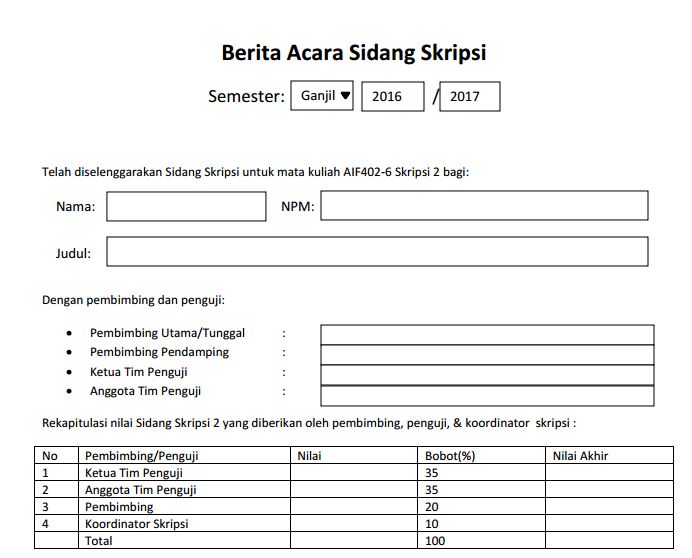 Berita Acara Sidang Skripsi
Semester: Ganjil 2016 / 2017
Telah diselenggarakan Sidang Skripsi untuk mata kuliah AIF402-6 Skripsi 2 bagi:
Nama: NPM:
Judul:
Dengan pembimbing dan penguji:
• Pembimbing Utama/Tunggal :
• Pembimbing Pendamping :
• Ketua Tim Penguji :
• Anggota Tim Penguji :
Rekapitulasi nilai Sidang Skripsi 2 yang diberikan oleh pembimbing, penguji, & koordinator skripsi :
No Pembimbing/Penguji Nilai Bobot(%) Nilai Akhir
1 Ketua Tim Penguji 35
2 Anggota Tim Penguji 35
3 Pembimbing 20
4 Koordinator Skripsi 10
Total 100